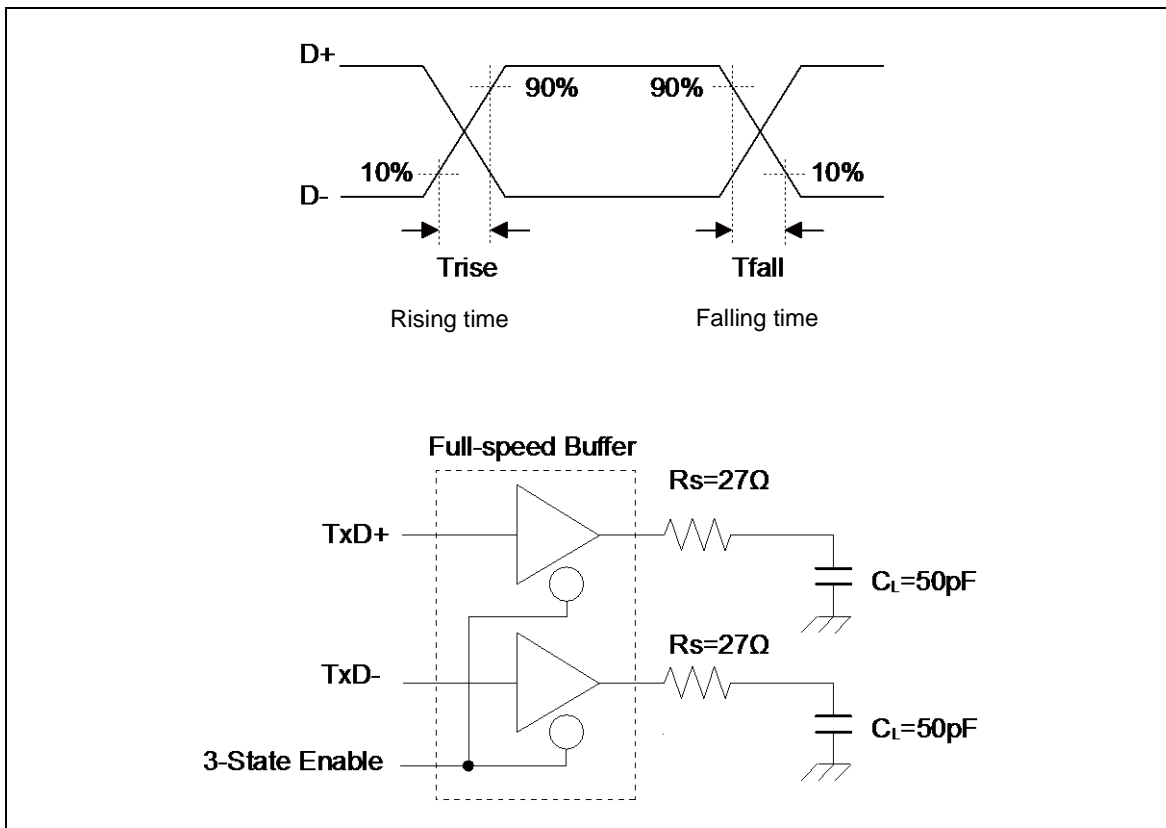 D+
90%
90%
10%
10%
D-
Trise
Tfall
Rising time
Falling time
Full-speed Buffer
Rs=27Ω
TxD+
CL=50pF
Rs=27Ω
TxD-
CL=50pF
3-State Enable